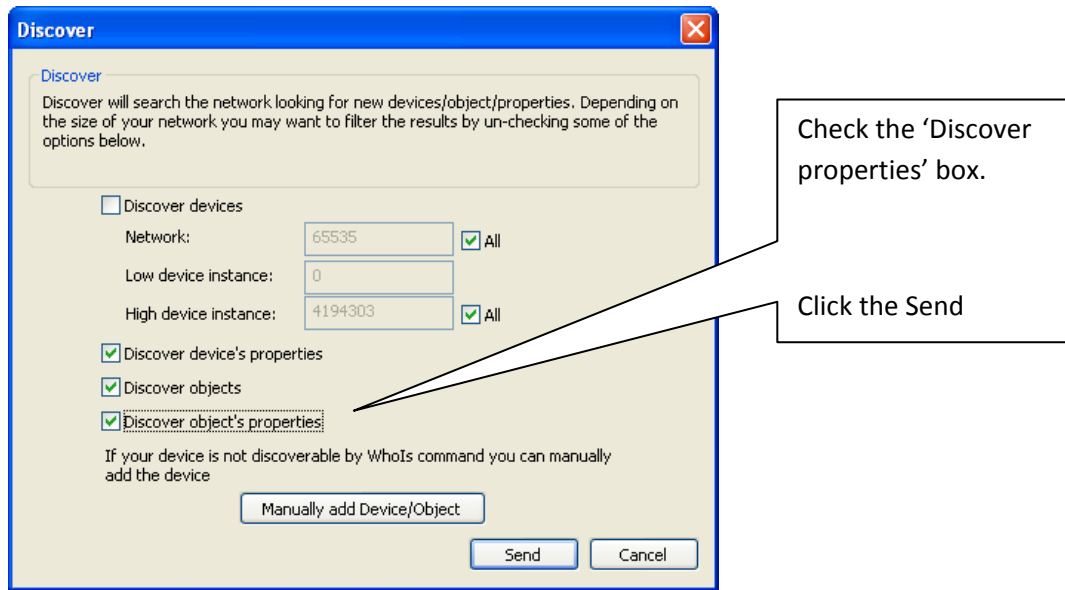 Discover
Discover
Discover will search the network looking for new devices/object/properties. Depending on
the size of your network you may want to filter the results by un-checking some of the
options below.
Discover devices
Network: 65535 All
Low device instance: 0
High device instance: 4194303 All
Discover device's properties
Discover objects
Discover object's properties
If your device is not discoverable by WhoIs command you can manually
add the device
Manually add Device/Object
Send Cancel
Check the ‘Discover
properties’ box.
Click the Send